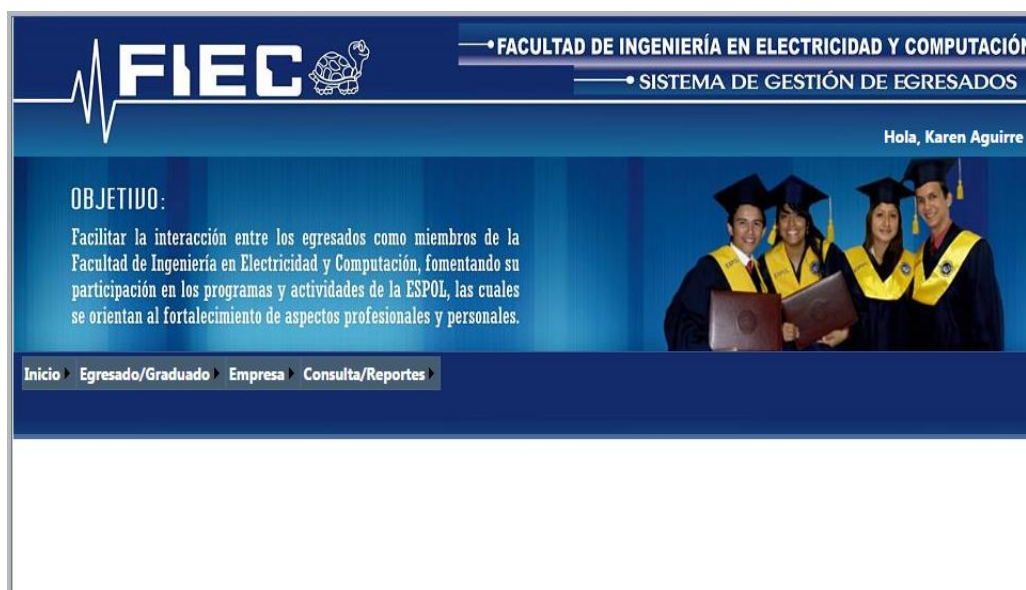 FIEC
FACULTAD DE INGENIERÍA EN ELECTRICIDAD Y COMPUTACIÓN
SISTEMA DE GESTIÓN DE EGRESADOS
Hola, Karen Aguirre
OBJETIVO:
Facilitar la interacción entre los egresados como miembros de la
Facultad de Ingeniería en Electricidad y Computación, fomentando su
participación en los programas y actividades de la ESPOL, las cuales
se orientan al fortalecimiento de aspectos profesionales y personales.
Inicio Egresado/Graduado Empresa Consulta/Reportes